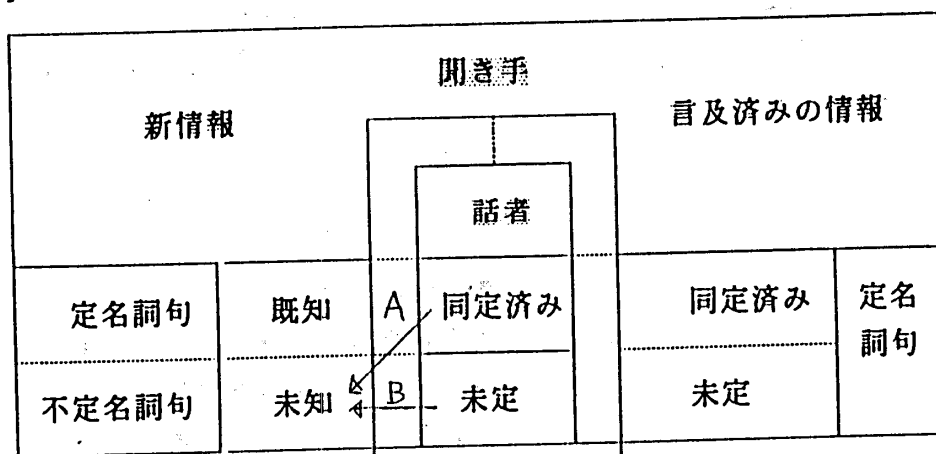 聞き手
新情報
言及済みの情報
話者
定名詞句 既知 A 同定済み 同定済み 定名
詞句
不定名詞句 未知 B 未定 未定